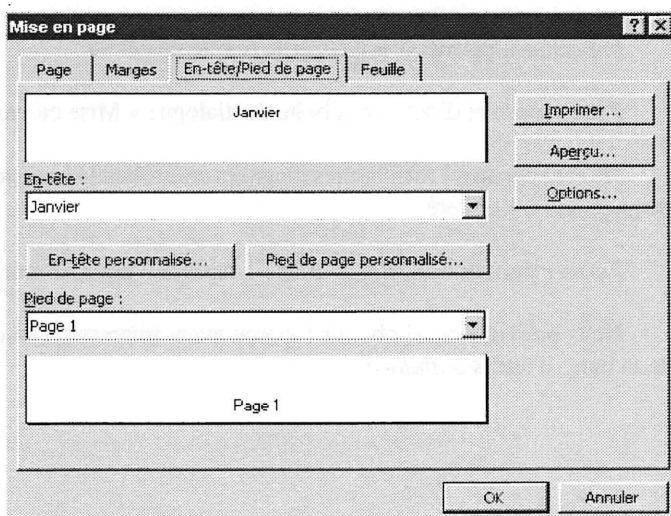 Mise en page
Page Marges En-tête/Pied de page Feuille
Janvier
Imprimer...
Aperçu...
Options...
En-tête :
Janvier
En-tête personnalisé... Pied de page personnalisé...
Pied de page :
Page 1
Page 1
OK Annuler